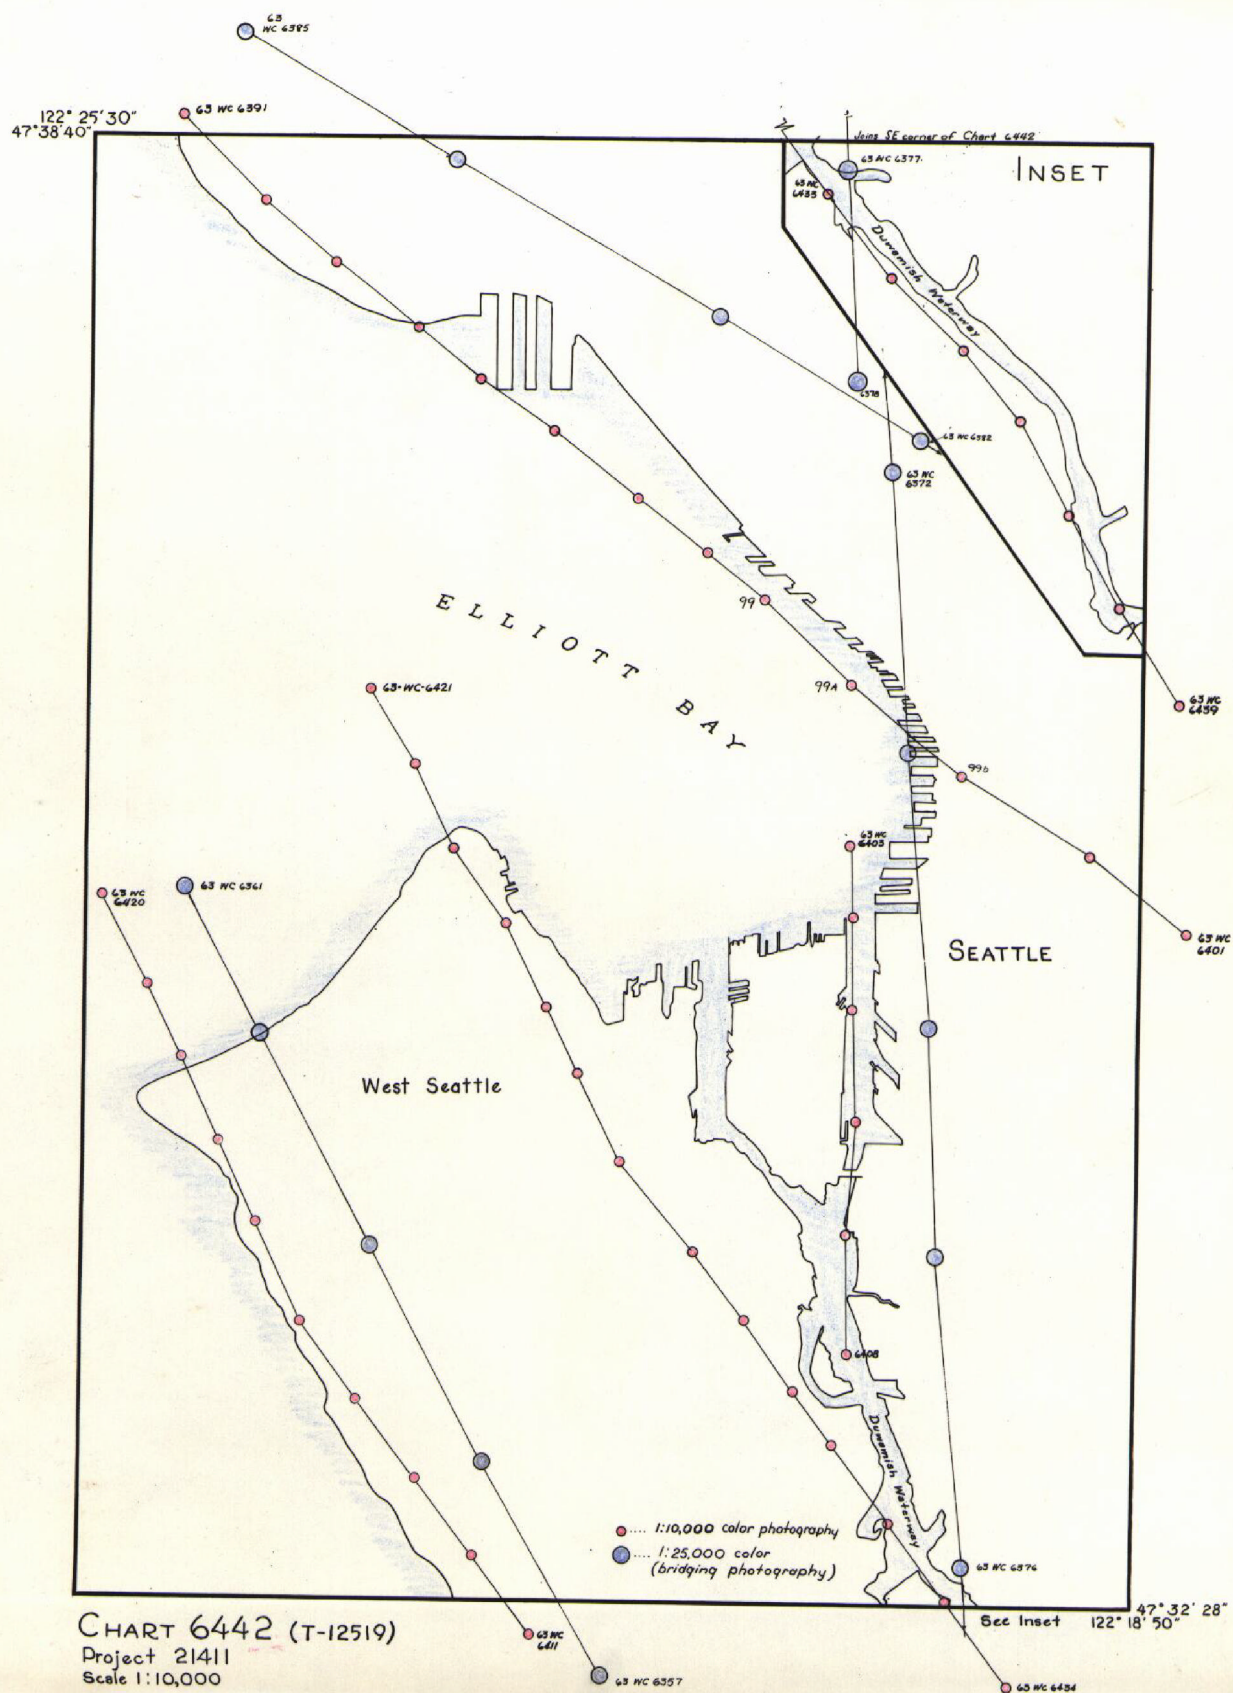 63
WC 6385
122° 25' 30"
47° 38' 40"
63 WC 6391
Joins SE corner of Chart 6442
63 WC 6377
INSET
63 WC
6433
Duwamish Waterway
6378
63 WC 6382
63 WC
6372
ELLIOTT BAY
99
99A
63-WC-6421
63 WC
6439
99b
63 WC
6403
63 WC
6420
63 WC 6361
63 WC
6401
SEATTLE
West Seattle
6408
Duwamish Waterway
.... 1:10,000 color photography
.... 1:25,000 color
(bridging photography)
63 WC 6376
47° 32' 28"
See Inset 122° 18' 50"
CHART 6442 (T-12519)
Project 21411
Scale 1:10,000
63 WC
6411
63 WC 6357
63 WC 6434